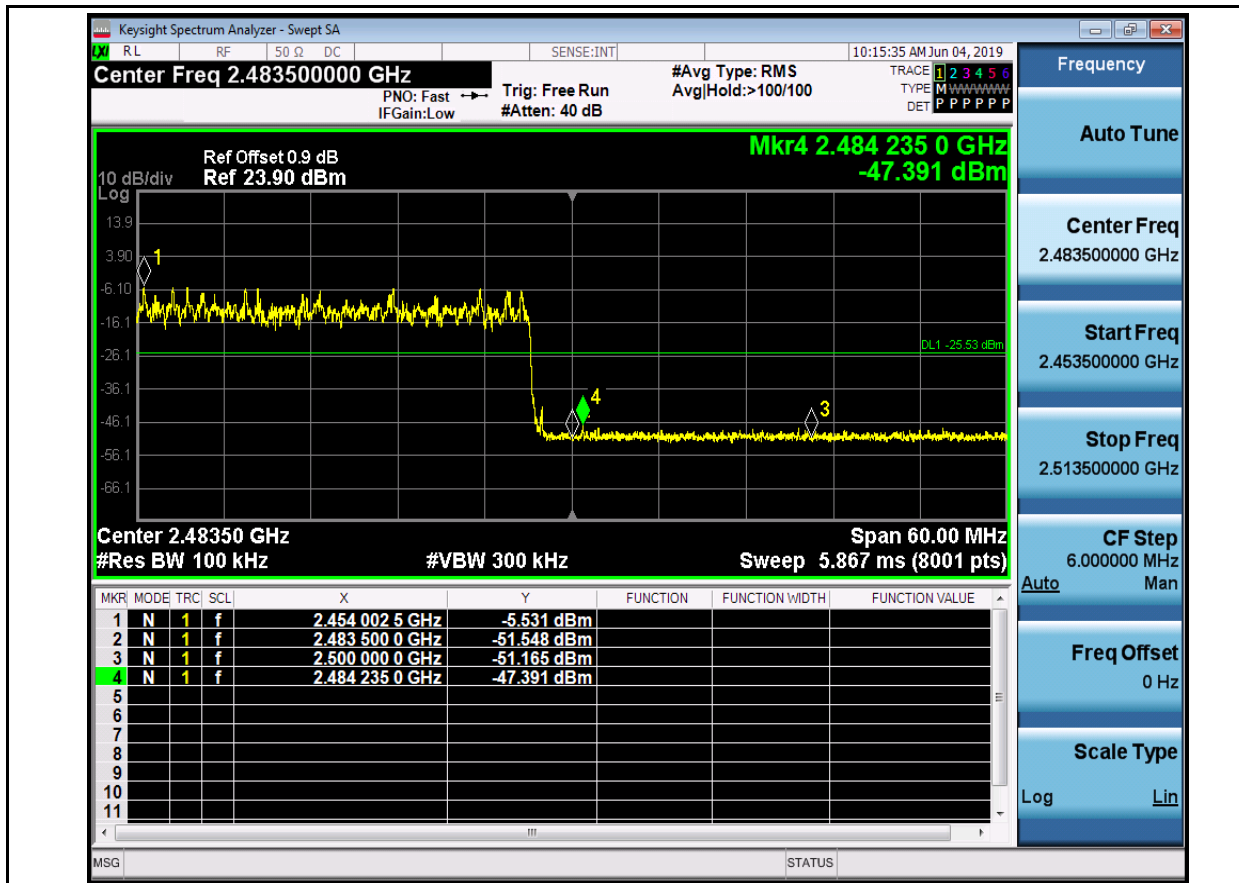 Keysight Spectrum Analyzer - Swept SA
LXI RL RF 50 Ω DC SENSE:INT 10:15:35 AM Jun 04, 2019
Center Freq 2.483500000 GHz
PNO: Fast
IFGain:Low
Trig: Free Run
#Atten: 40 dB
#Avg Type: RMS
Avg|Hold:>100/100
TRACE 1 2 3 4 5 6
TYPE M WWWWW
DET P P P P P P
Mkr4 2.484 235 0 GHz
-47.391 dBm
Ref Offset 0.9 dB
10 dB/div Ref 23.90 dBm
Log
13.9
3.90
-6.10
-16.1
-26.1
-36.1
-46.1
-56.1
-66.1
1
DL1 -25.53 dBm
4
3
Center 2.48350 GHz Span 60.00 MHz
#Res BW 100 kHz #VBW 300 kHz Sweep 5.867 ms (8001 pts)
MKR MODE TRC SCL X Y FUNCTION FUNCTION WIDTH FUNCTION VALUE
1 N 1 f 2.454 002 5 GHz -5.531 dBm
2 N 1 f 2.483 500 0 GHz -51.548 dBm
3 N 1 f 2.500 000 0 GHz -51.165 dBm
4 N 1 f 2.484 235 0 GHz -47.391 dBm
5
6
7
8
9
10
11
MSG STATUS
Frequency
Auto Tune
Center Freq
2.483500000 GHz
Start Freq
2.453500000 GHz
Stop Freq
2.513500000 GHz
CF Step
6.000000 MHz
Auto Man
Freq Offset
0 Hz
Scale Type
Log Lin